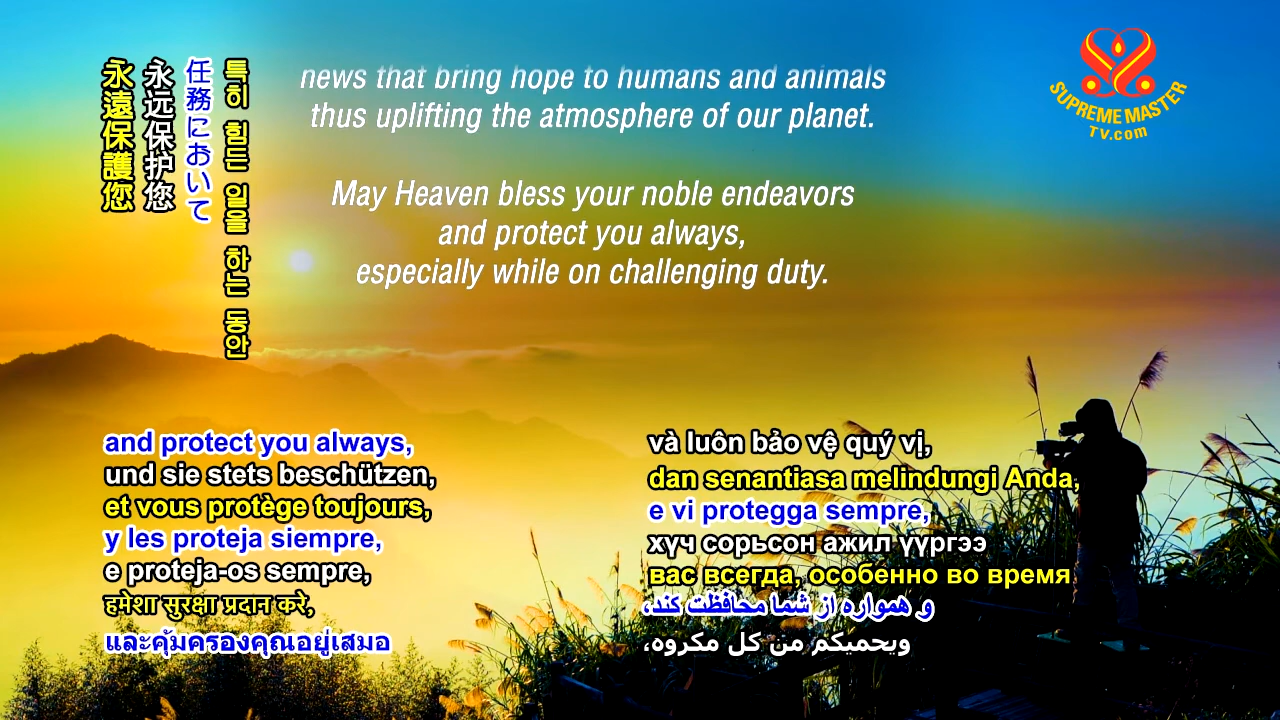 永遠保護您
永远保护您
任務において
특히 힘든 일을 하는 동안
news that bring hope to humans and animals
thus uplifting the atmosphere of our planet.
May Heaven bless your noble endeavors
and protect you always,
especially while on challenging duty.
SUPREME MASTER
TV.com
and protect you always,
und sie stets beschützen,
et vous protège toujours,
y les proteja siempre,
e proteja-os sempre,
हमेशा सुरक्षा प्रदान करे,
และคุ้มครองคุณอยู่เสมอ
và luôn bảo vệ quý vị,
dan senantiasa melindungi Anda,
e vi protegga sempre,
хүч сорьсон ажил үүргээ
вас всегда, особенно во время
و همواره از شما محافظت کند،
ويحميكم من كل مكروه،